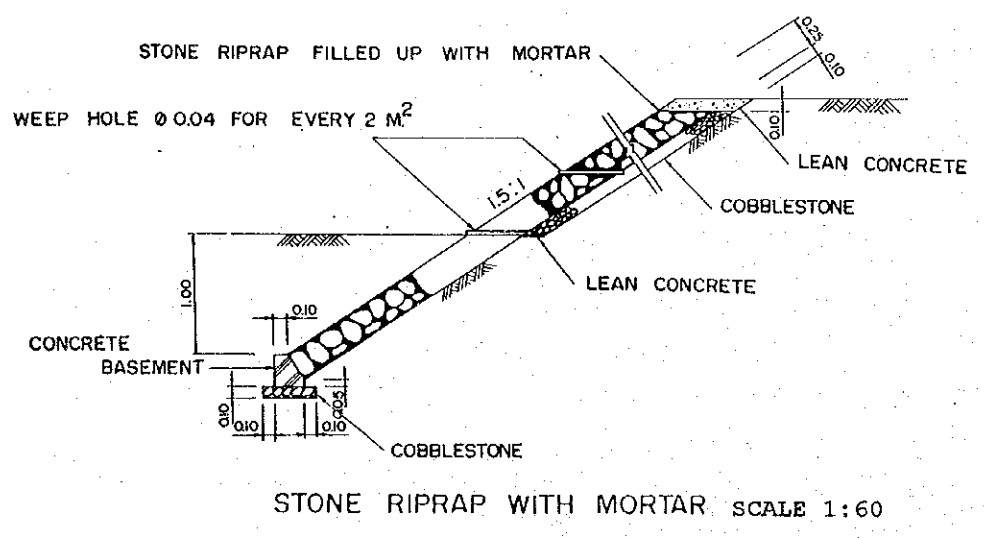 0.25
0.10
STONE RIPRAP FILLED UP WITH MORTAR
WEEP HOLE Ø 0.04 FOR EVERY 2 M.²
0.10
LEAN CONCRETE
1.5:1
COBBLESTONE
LEAN CONCRETE
1.00
0.10
CONCRETE
BASEMENT
0.10
0.05
0.10
0.10
COBBLESTONE
STONE RIPRAP WITH MORTAR SCALE 1:60